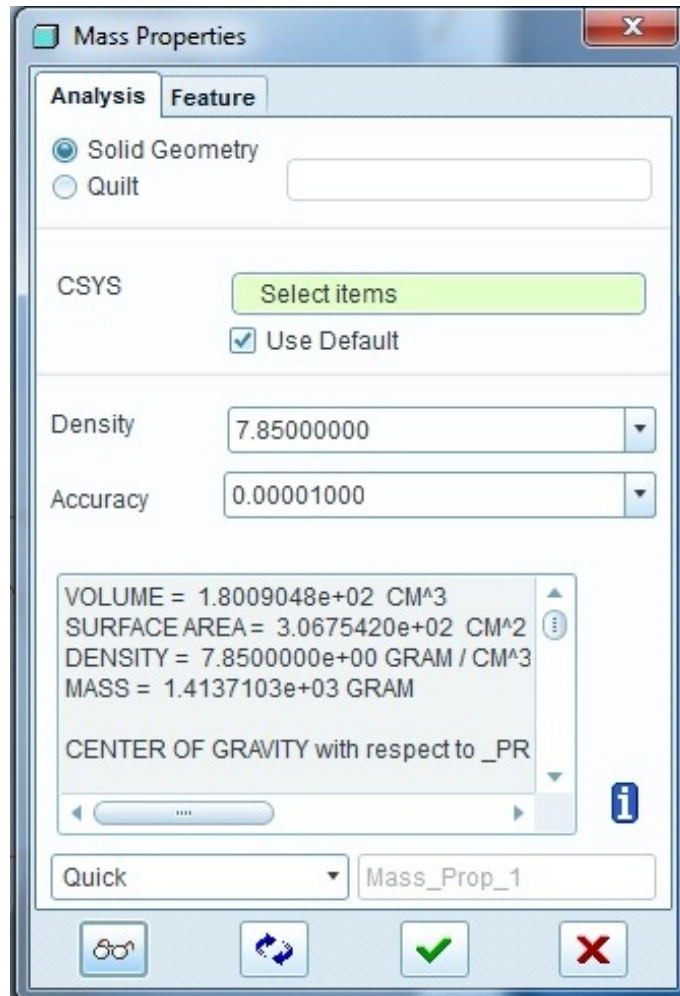 Mass Properties
Analysis Feature
Solid Geometry
Quilt
CSYS
Select items
Use Default
Density
7.85000000
Accuracy
0.00001000
VOLUME = 1.8009048e+02 CM^3
SURFACE AREA = 3.0675420e+02 CM^2
DENSITY = 7.8500000e+00 GRAM / CM^3
MASS = 1.4137103e+03 GRAM
CENTER OF GRAVITY with respect to _PR
Quick
Mass_Prop_1